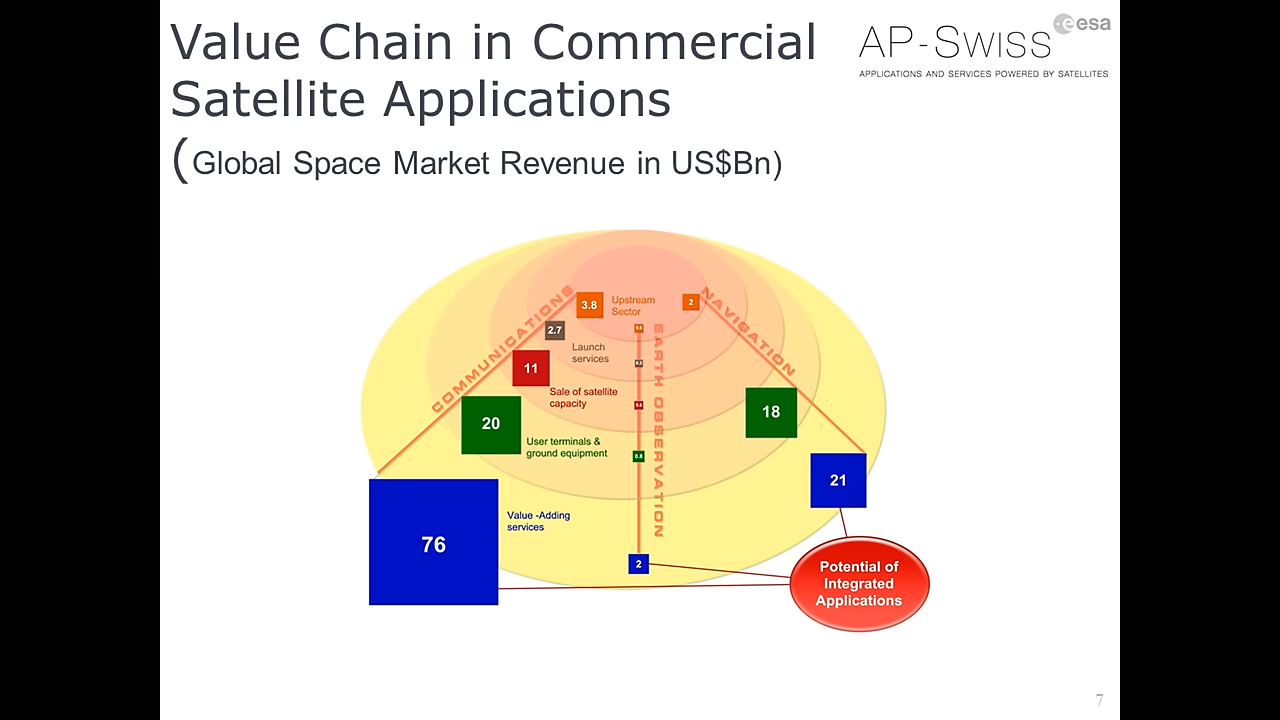 Value Chain in Commercial
Satellite Applications
(Global Space Market Revenue in US$Bn)
AP-SWISS
esa
APPLICATIONS AND SERVICES POWERED BY SATELLITES
COMMUNICATIONS
NAVIGATION
EARTH OBSERVATION
3.8
Upstream
Sector
2
2.7
Launch
services
11
Sale of satellite
capacity
20
User terminals &
ground equipment
0.8
18
76
Value -Adding
services
2
21
Potential of
Integrated
Applications
7